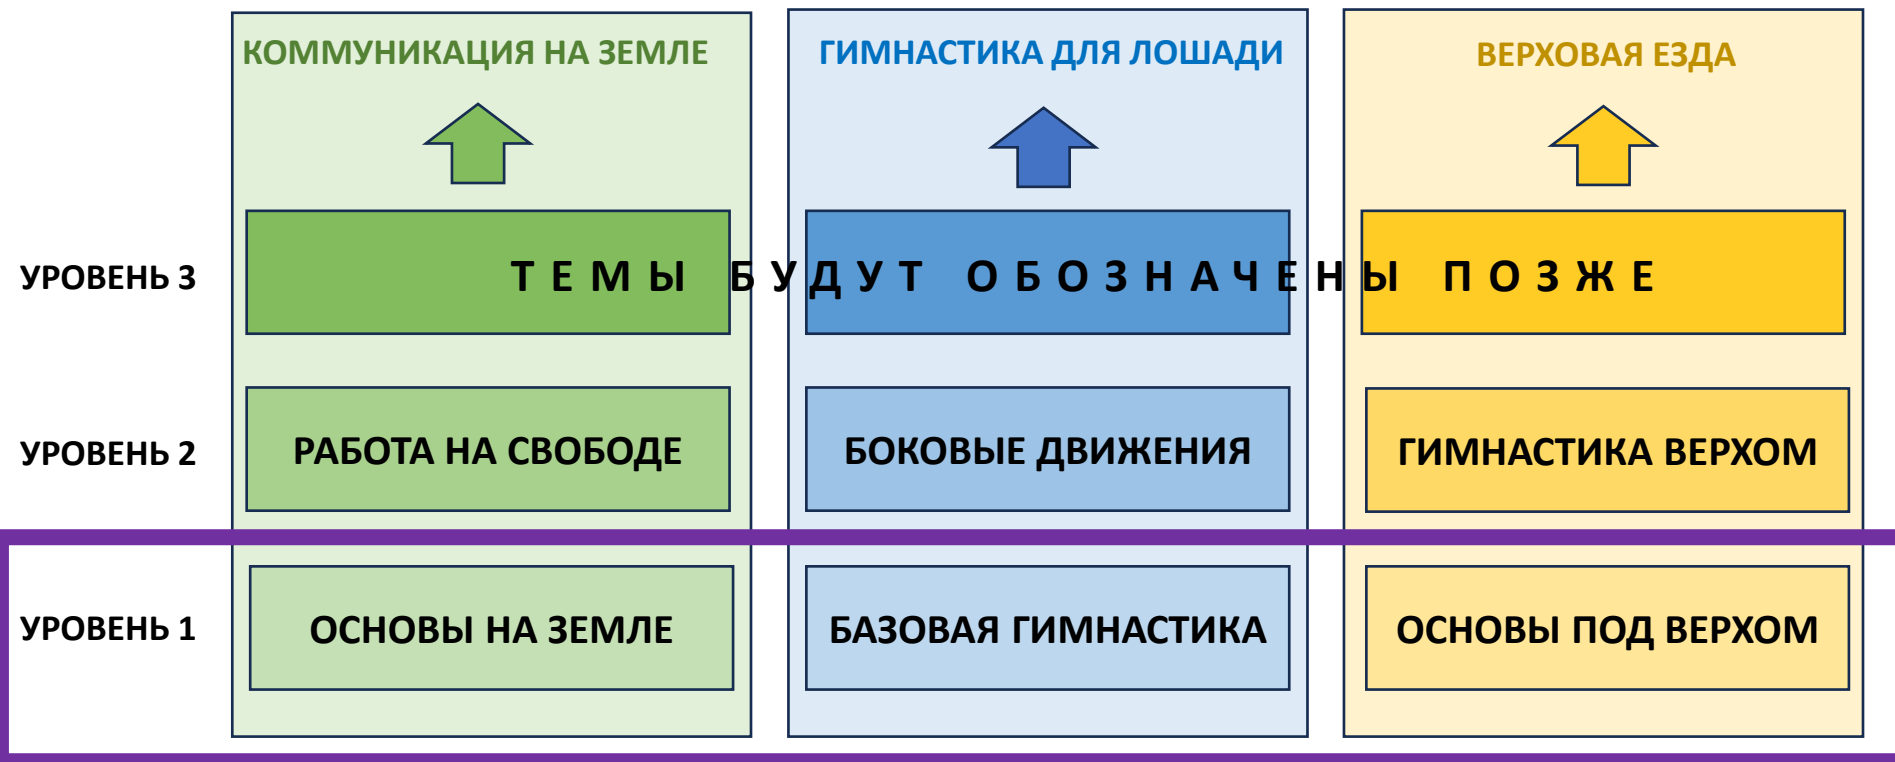 КОММУНИКАЦИЯ НА ЗЕМЛЕ
ГИМНАСТИКА ДЛЯ ЛОШАДИ
ВЕРХОВАЯ ЕЗДА
УРОВЕНЬ 3
ТЕМЫ БУДУТ ОБОЗНАЧЕНЫ ПОЗЖЕ
УРОВЕНЬ 2
РАБОТА НА СВОБОДЕ
БОКОВЫЕ ДВИЖЕНИЯ
ГИМНАСТИКА ВЕРХОМ
УРОВЕНЬ 1
ОСНОВЫ НА ЗЕМЛЕ
БАЗОВАЯ ГИМНАСТИКА
ОСНОВЫ ПОД ВЕРХОМ